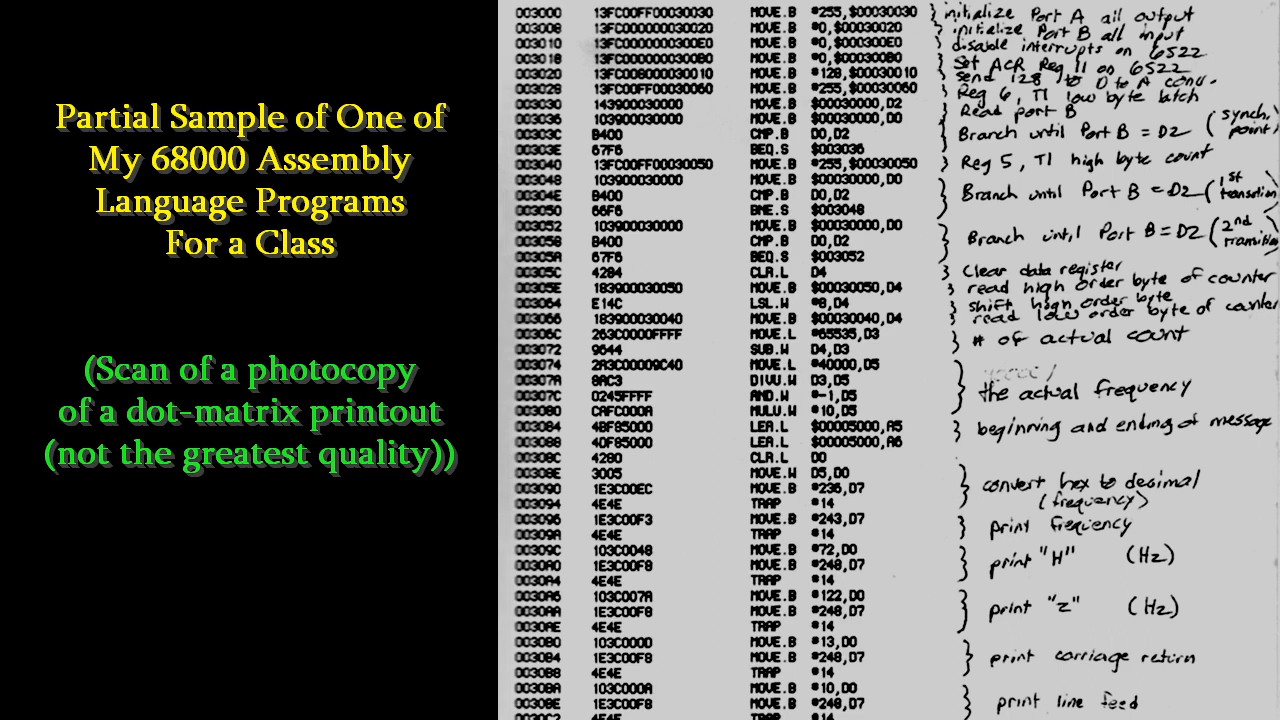 Partial Sample of One of
My 68000 Assembly
Language Programs
For a Class
(Scan of a photocopy
of a dot-matrix printout
(not the greatest quality))
003000 13FC00FF00030030 MOVE.B #255,$00030030 } initialize Port A all output
003008 13FC000000030020 MOVE.B #0,$00030020 } initialize Port B all input
003010 13FC0000000300E0 MOVE.B #0,$000300E0 } disable interrupts on 6522
003018 13FC0000000300B0 MOVE.B #0,$000300B0 } Set ACR Reg 11 on 6522
003020 13FC008000030010 MOVE.B #128,$00030010 } send 128 to D to A conv.
003028 13FC00FF00030060 MOVE.B #255,$00030060 } Reg 6, T1 low byte latch
003030 143900030000 MOVE.B $00030000,D2 } Read port B
003036 103900030000 MOVE.B $00030000,D0
00303C B400 CMP.B D0,D2 } Branch until Port B = D2 (synch. point)
00303E 67F6 BEQ.S $003036
003040 13FC00FF00030050 MOVE.B #255,$00030050 } Reg 5, T1 high byte count
003048 103900030000 MOVE.B $00030000,D0
00304E B400 CMP.B D0,D2 } Branch until Port B = D2 (1st transition
003050 66F6 BNE.S $003048
003052 103900030000 MOVE.B $00030000,D0
003058 B400 CMP.B D0,D2 } Branch until Port B = D2 (2nd transition
00305A 67F6 BEQ.S $003052
00305C 4284 CLR.L D4 } Clear data register
00305E 183900030050 MOVE.B $00030050,D4 } read high order byte of counter
003064 E14C LSL.W #8,D4 } shift high order byte
003066 183900030040 MOVE.B $00030040,D4 } read low order byte of counter
00306C 263C0000FFFF MOVE.L #65535,D3 } # of actual count
003072 9644 SUB.W D4,D3
003074 2A3C00009C40 MOVE.L #40000,D5
00307A 8AC3 DIVU.W D3,D5 } the actual frequency
00307C 0245FFFF AND.W #-1,D5
003080 CAFC000A MULU.W #10,D5
003084 4BF85000 LEA.L $00005000,A5 } beginning and ending of message
003088 4DF85000 LEA.L $00005000,A6
00308C 4280 CLR.L D0
00308E 3005 MOVE.W D5,D0 } convert hex to decimal
003090 1E3C00EC MOVE.B #236,D7 (frequency)
003094 4E4E TRAP #14
003096 1E3C00F3 MOVE.B #243,D7 } print frequency
00309A 4E4E TRAP #14
00309C 103C0048 MOVE.B #72,D0 } print "H" (Hz)
0030A0 1E3C00F8 MOVE.B #248,D7
0030A4 4E4E TRAP #14
0030A6 103C007A MOVE.B #122,D0 } print "z" (Hz)
0030AA 1E3C00F8 MOVE.B #248,D7
0030AE 4E4E TRAP #14
0030B0 103C000D MOVE.B #13,D0
0030B4 1E3C00F8 MOVE.B #248,D7 } print carriage return
0030B8 4E4E TRAP #14
0030BA 103C000A MOVE.B #10,D0
0030BE 1E3C00F8 MOVE.B #248,D7 } print line feed
0030C2 4E4E TRAP #14